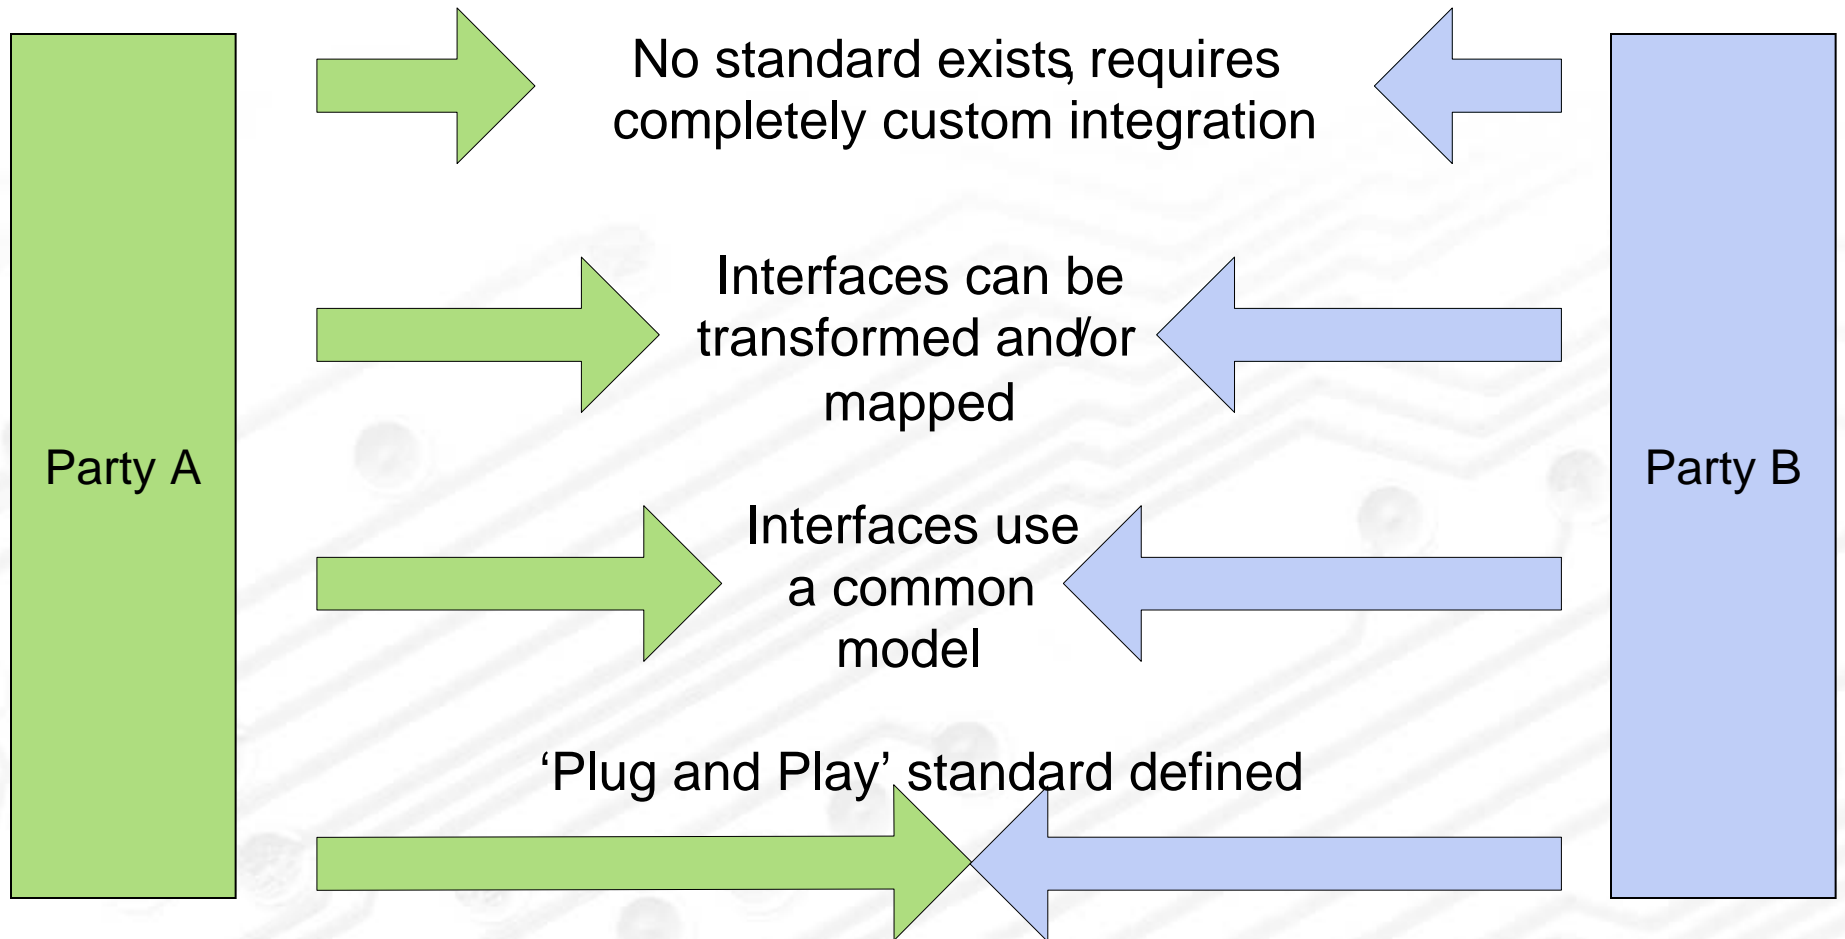 No standard exists, requires
completely custom integration
Interfaces can be
transformed and/or
mapped
Party A
Party B
Interfaces use
a common
model
‘Plug and Play’ standard defined